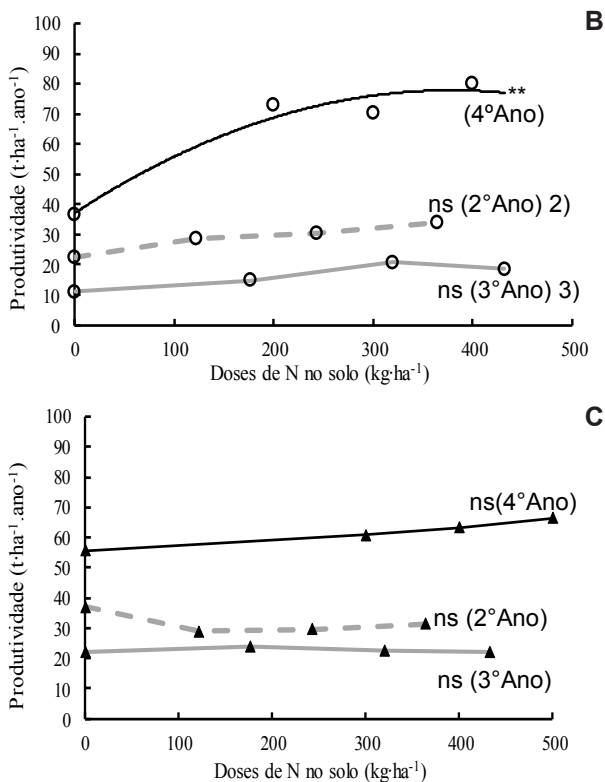 B
Produtividade (t·ha⁻¹.ano⁻¹)
100
90
80
70
60
50
40
30
20
10
0
**
(4ºAno)
ns (2°Ano) 2)
ns (3°Ano) 3)
0 100 200 300 400 500
Doses de N no solo (kg·ha⁻¹)
C
Produtividade (t·ha⁻¹.ano⁻¹)
100
90
80
70
60
50
40
30
20
10
0
ns(4°Ano)
ns (2°Ano)
ns (3°Ano)
0 100 200 300 400 500
Doses de N no solo (kg·ha⁻¹)